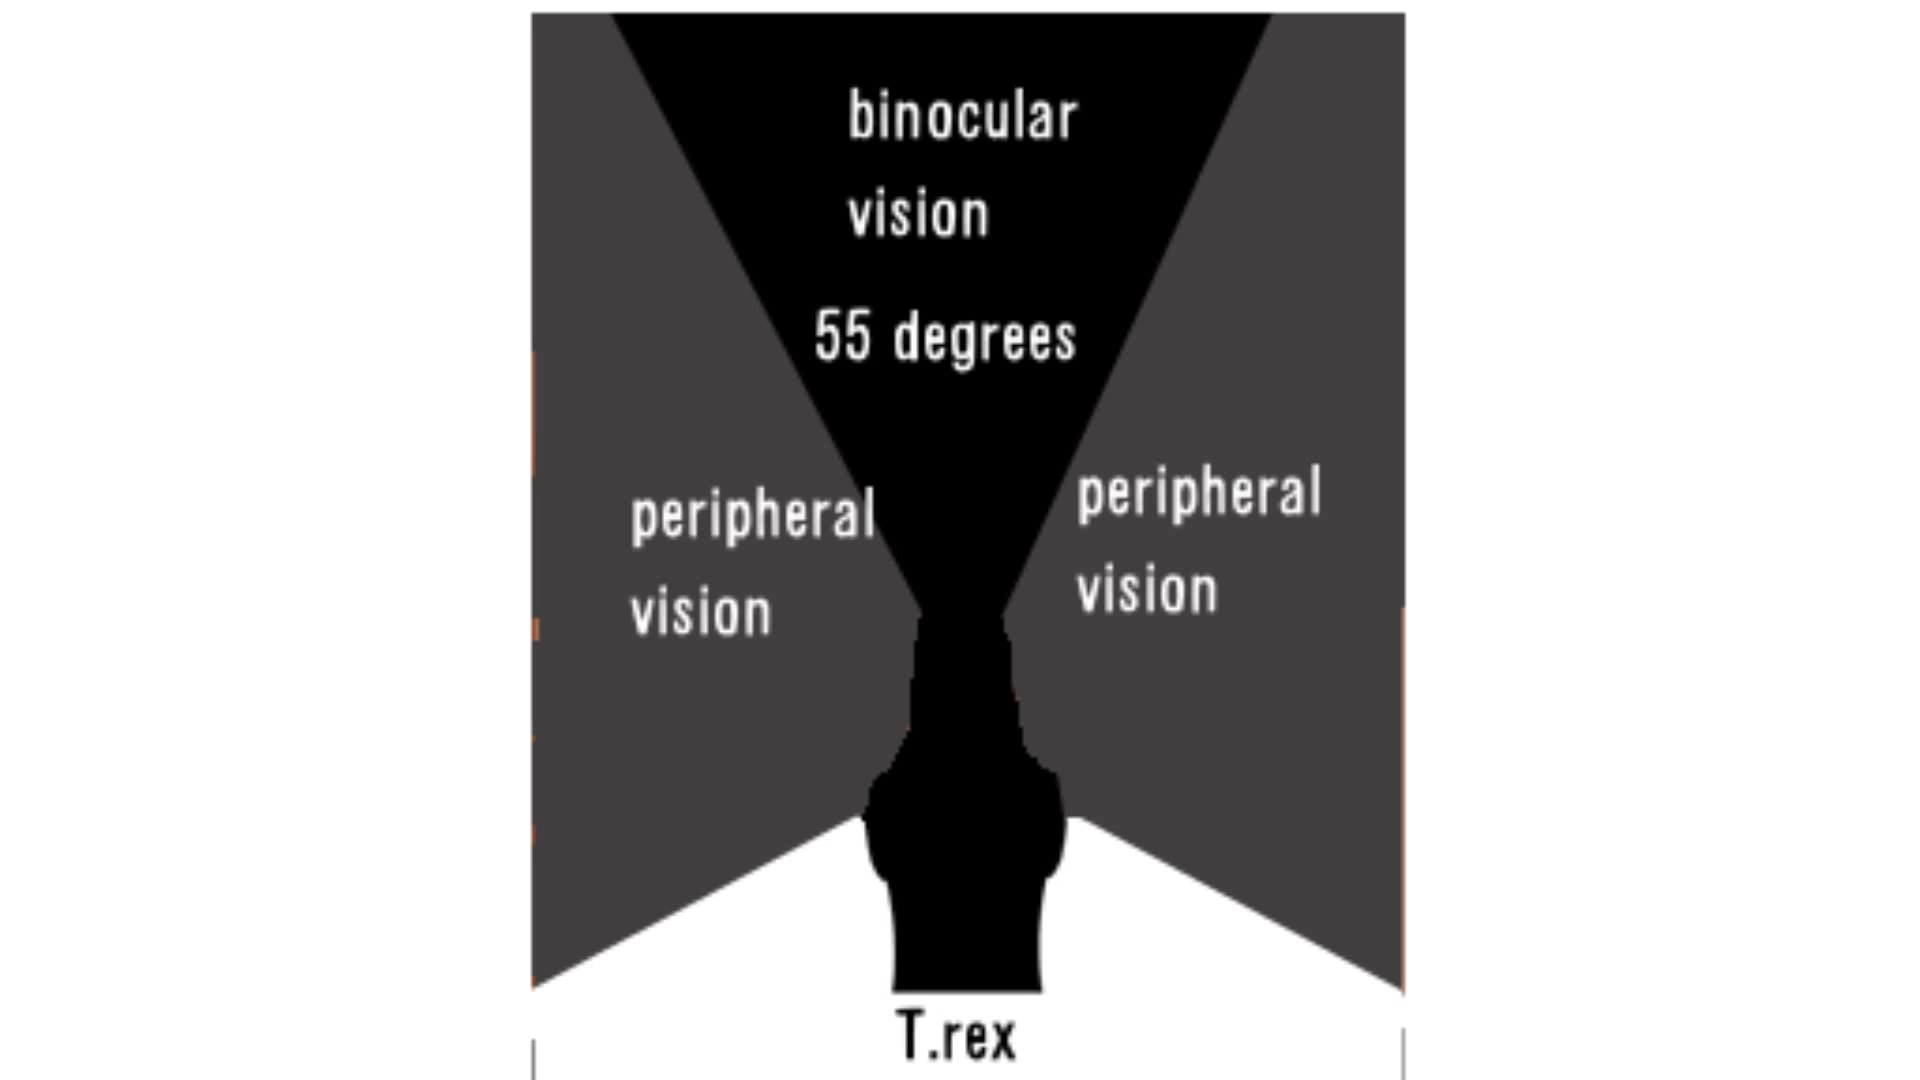 binocular
vision
55 degrees
peripheral
vision
peripheral
vision
T.rex